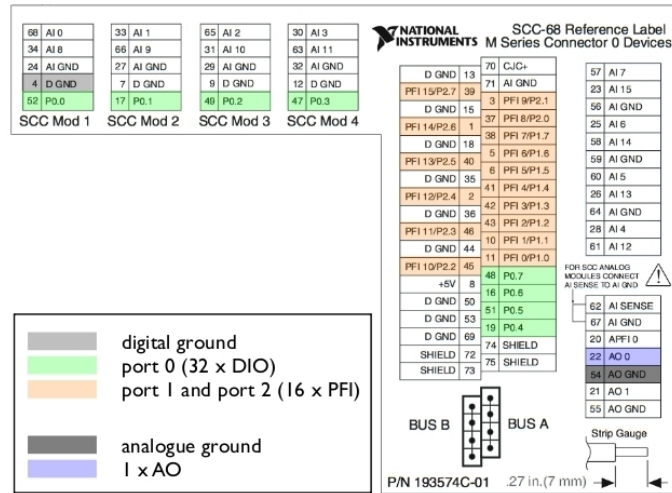 68 AI 0
34 AI 8
24 AI GND
4 D GND
52 P0.0
SCC Mod 1
33 AI 1
66 AI 9
27 AI GND
7 D GND
17 P0.1
SCC Mod 2
65 AI 2
31 AI 10
29 AI GND
9 D GND
49 P0.2
SCC Mod 3
30 AI 3
63 AI 11
32 AI GND
12 D GND
47 P0.3
SCC Mod 4
NATIONAL
INSTRUMENTS
SCC-68 Reference Label
M Series Connector 0 Devices
D GND 13
PFI 15/P2.7 39
D GND 15
PFI 14/P2.6 1
D GND 18
PFI 13/P2.5 40
D GND 35
PFI 12/P2.4 2
D GND 36
PFI 11/P2.3 46
D GND 44
PFI 10/P2.2 45
+5V 8
D GND 50
D GND 53
D GND 69
SHIELD 72
SHIELD 73
70 CJC+
71 AI GND
3 PFI 9/P2.1
37 PFI 8/P2.0
38 PFI 7/P1.7
5 PFI 6/P1.6
6 PFI 5/P1.5
41 PFI 4/P1.4
42 PFI 3/P1.3
43 PFI 2/P1.2
10 PFI 1/P1.1
11 PFI 0/P1.0
48 P0.7
16 P0.6
51 P0.5
19 P0.4
74 SHIELD
75 SHIELD
57 AI 7
23 AI 15
56 AI GND
25 AI 6
58 AI 14
59 AI GND
60 AI 5
26 AI 13
64 AI GND
28 AI 4
61 AI 12
FOR SCC ANALOG
MODULES CONNECT
AI SENSE TO AI GND
62 AI SENSE
67 AI GND
20 APFI 0
22 AO 0
54 AO GND
21 AO 1
55 AO GND
digital ground
port 0 (32 x DIO)
port 1 and port 2 (16 x PFI)
analogue ground
1 x AO
BUS B
BUS A
Strip Gauge
P/N 193574C-01
.27 in.(7 mm)